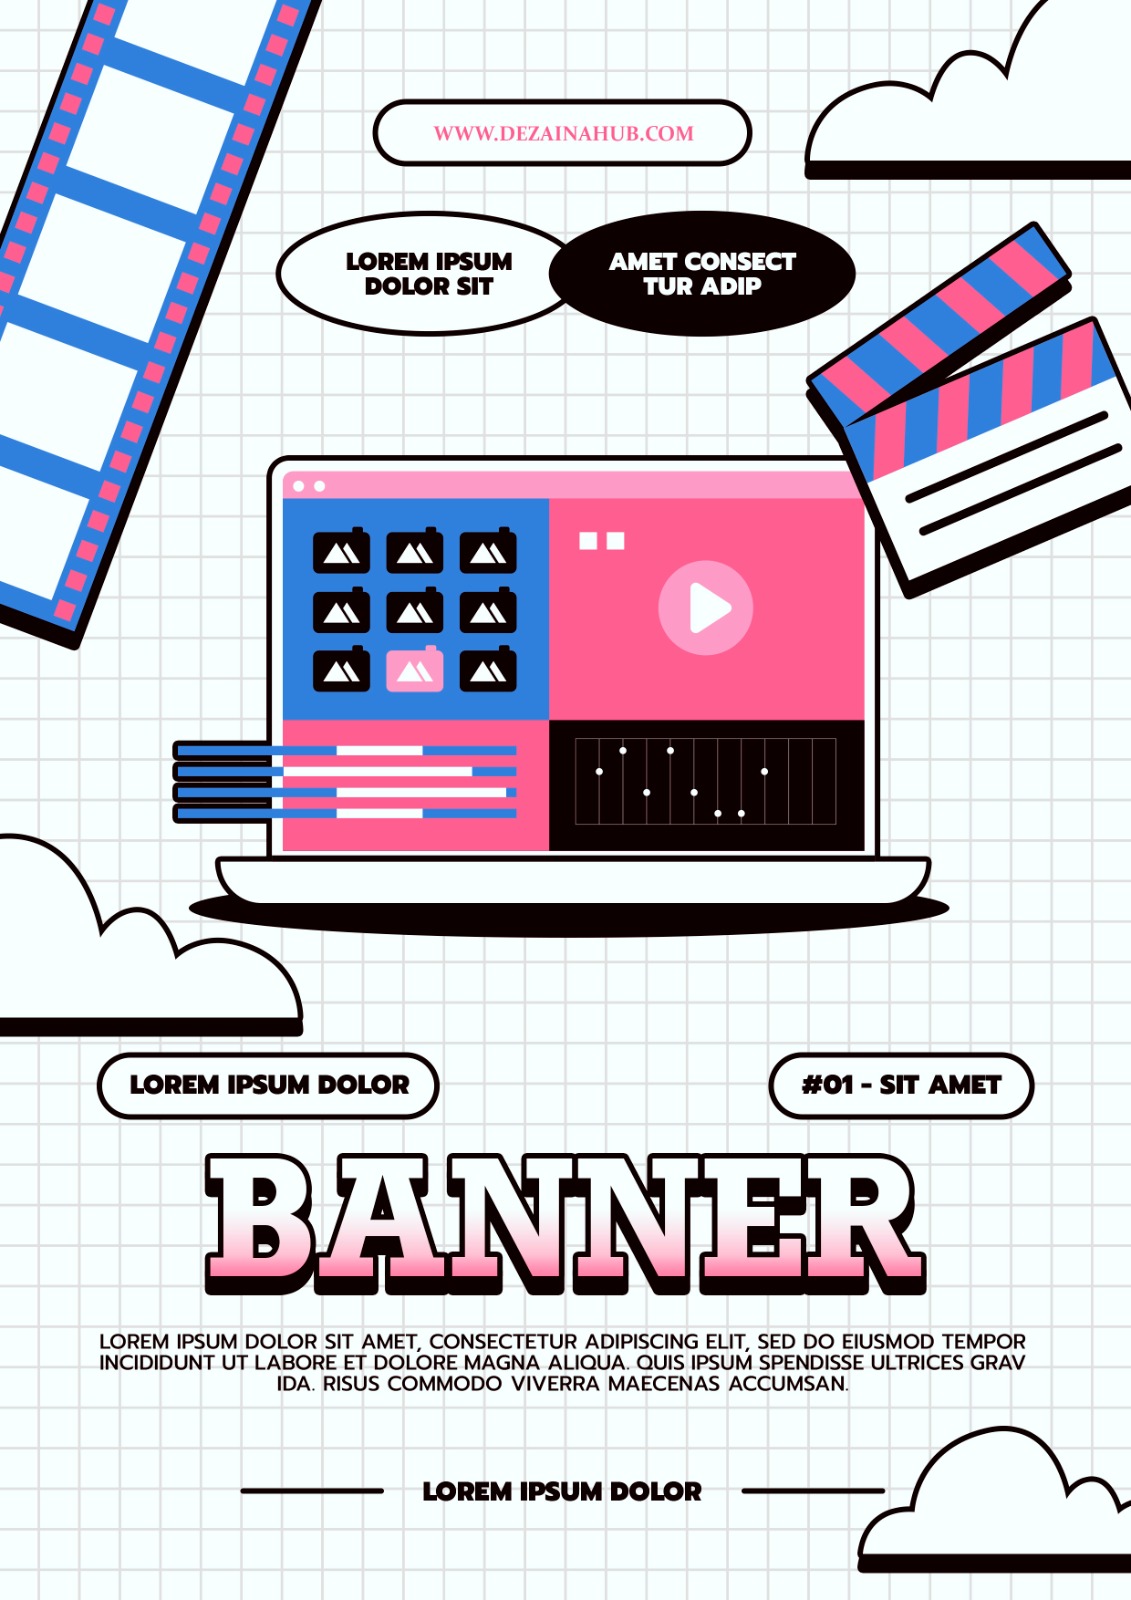 WWW.DEZAINAHUB.COM
LOREM IPSUM
DOLOR SIT
AMET CONSECT
TUR ADIP
LOREM IPSUM DOLOR
#01 - SIT AMET
BANNER
LOREM IPSUM DOLOR SIT AMET, CONSECTETUR ADIPISCING ELIT, SED DO EIUSMOD TEMPOR
INCIDIDUNT UT LABORE ET DOLORE MAGNA ALIQUA. QUIS IPSUM SPENDISSE ULTRICES GRAV
IDA. RISUS COMMODO VIVERRA MAECENAS ACCUMSAN.
LOREM IPSUM DOLOR